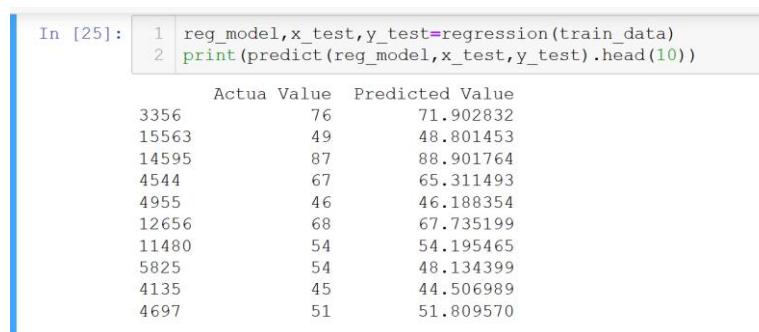 In [25]: 1 reg_model,x_test,y_test=regression(train_data)
2 print(predict(reg_model,x_test,y_test).head(10))
Actua Value Predicted Value
3356 76 71.902832
15563 49 48.801453
14595 87 88.901764
4544 67 65.311493
4955 46 46.188354
12656 68 67.735199
11480 54 54.195465
5825 54 48.134399
4135 45 44.506989
4697 51 51.809570